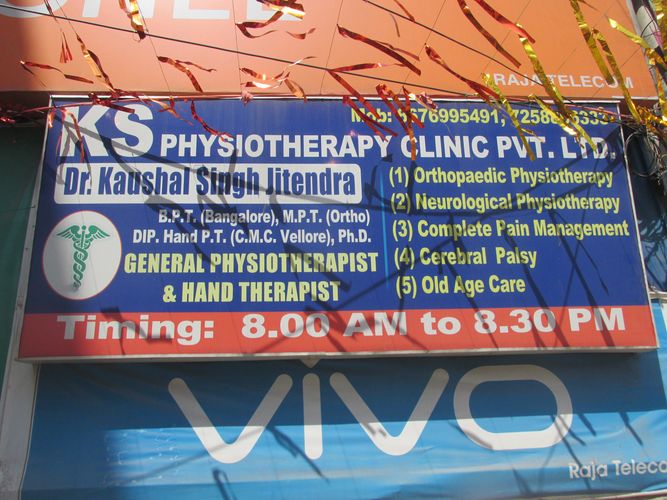 RAJA TELECOM
Mob:
KS PHYSIOTHERAPY CLINIC PVT. LTD.
Dr. Kaushal Singh Jitendra
B.P.T. (Bangalore), M.P.T. (Ortho)
DIP. Hand P.T. (C.M.C. Vellore), Ph.D.
GENERAL PHYSIOTHERAPIST
& HAND THERAPIST
(1) Orthopaedic Physiotherapy
(2) Neurological Physiotherapy
(3) Complete Pain Management
(4) Cerebral Palsy
(5) Old Age Care
Timing: 8.00 AM to 8.30 PM
vivo
Raja Teleco